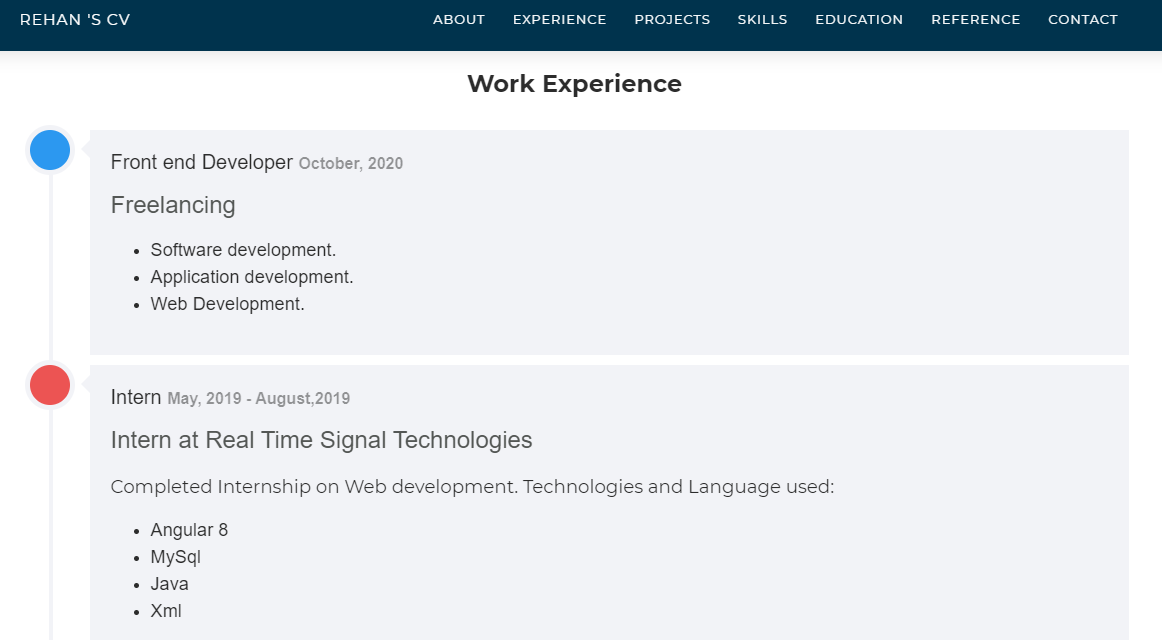 REHAN 'S CV
ABOUT EXPERIENCE PROJECTS SKILLS EDUCATION REFERENCE CONTACT
Work Experience
Front end Developer October, 2020
Freelancing
Software development.
Application development.
Web Development.
Intern May, 2019 - August,2019
Intern at Real Time Signal Technologies
Completed Internship on Web development. Technologies and Language used:
Angular 8
MySql
Java
Xml